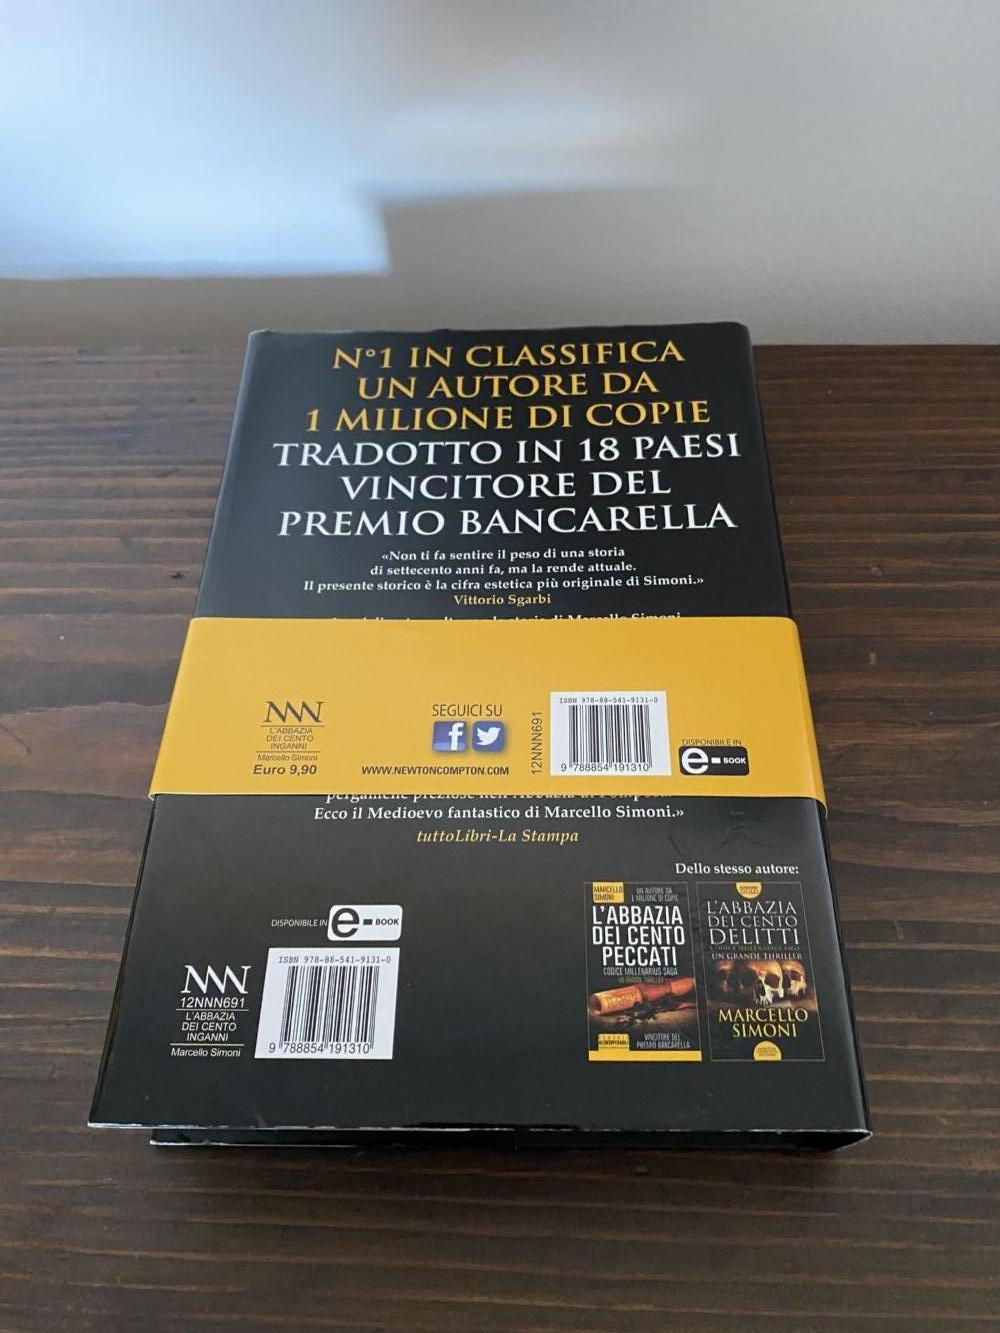 N°1 IN CLASSIFICA
UN AUTORE DA
1 MILIONE DI COPIE
TRADOTTO IN 18 PAESI
VINCITORE DEL
PREMIO BANCARELLA
«Non ti fa sentire il peso di una storia
di settecento anni fa, ma la rende attuale.
Il presente storico è la cifra estetica più originale di Simoni.»
Vittorio Sgarbi
L'ABBAZIA
DEI CENTO
INGANNI
Marcello Simoni
Euro 9,90
SEGUICI SU
f
WWW.NEWTONCOMPTON.COM
12NNN691
ISBN 978-88-541-9131-0
9 788854 191310
DISPONIBILE IN
e-BOOK
Ecco il Medioevo fantastico di Marcello Simoni.»
tuttoLibri-La Stampa
Dello stesso autore:
DISPONIBILE IN e-BOOK
12NNN691
L'ABBAZIA
DEI CENTO
INGANNI
Marcello Simoni
ISBN 978-88-541-9131-0
9 788854 191310
MARCELLO
SIMONI
UN AUTORE DA
1 MILIONE DI COPIE
L'ABBAZIA
DEI CENTO
PECCATI
CODICE MILLENARIUS SAGA
UN GRANDE THRILLER
VINCITORE DEL
PREMIO BANCARELLA
L'ABBAZIA
DEI CENTO
DELITTI
CODICE MILLENARIUS SAGA
UN GRANDE THRILLER
MARCELLO
SIMONI